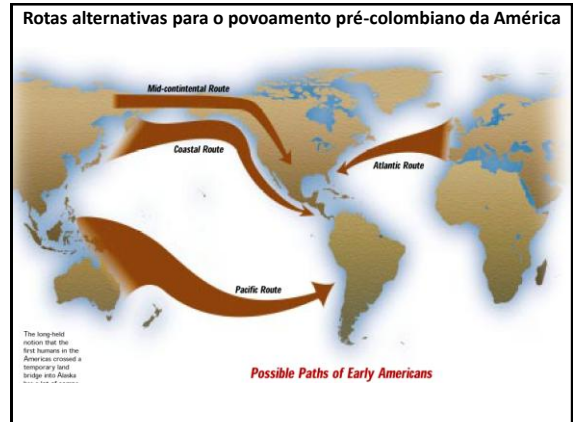 Rotas alternativas para o povoamento pré-colombiano da América
Mid-contintental Route
Coastal Route
Atlantic Route
Pacific Route
The long-held
notion that the
first humans in the
Americas crossed a
temporary land
bridge into Alaska
Possible Paths of Early Americans